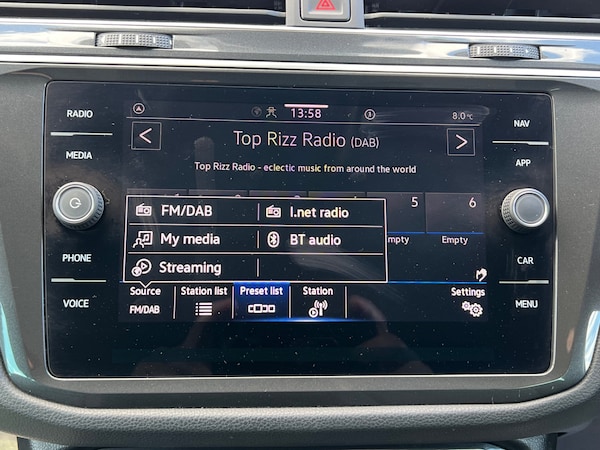 13:58
8.0°C
RADIO
MEDIA
PHONE
VOICE
Top Rizz Radio (DAB)
Top Rizz Radio - eclectic music from around the world
FM/DAB
I.net radio
My media
BT audio
Streaming
5
6
Empty
Source
FM/DAB
Station list
Preset list
Station
Settings
NAV
APP
CAR
MENU